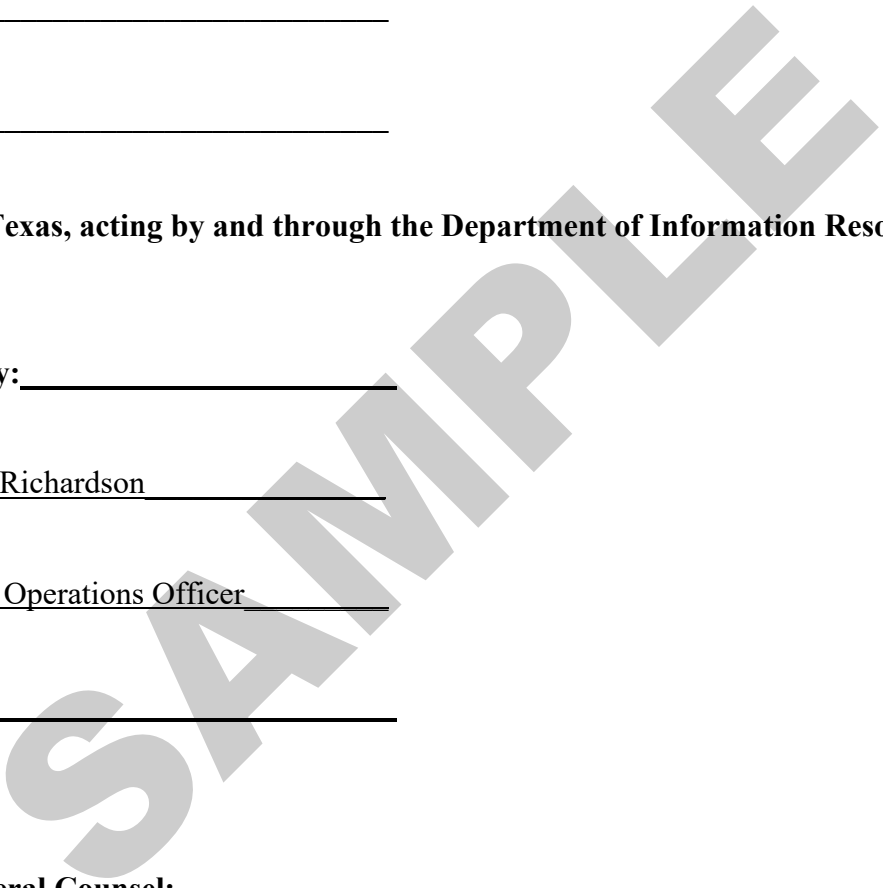 Texas, acting by and through the Department of Information Reso
y:
Richardson
Operations Officer
eral Counsel:
SAMPLE